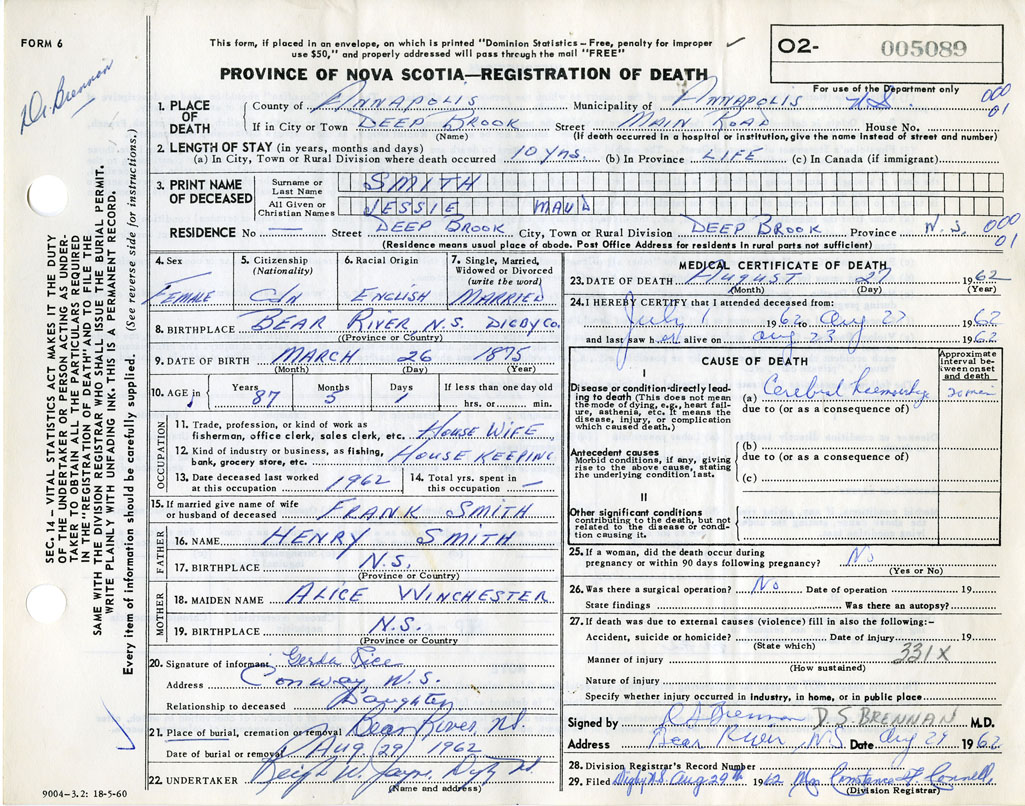 FORM 6
This form, if placed in an envelope, on which is printed "Dominion Statistics – Free, penalty for improper
use $50," and properly addressed will pass through the mail "FREE"
02- 005089
For use of the Department only
PROVINCE OF NOVA SCOTIA—REGISTRATION OF DEATH
Dr. Brennan
SEC. 14 – VITAL STATISTICS ACT MAKES IT THE DUTY
OF THE UNDERTAKER OR PERSON ACTING AS UNDER-
TAKER TO OBTAIN ALL THE PARTICULARS REQUIRED
IN THE "REGISTRATION OF DEATH" AND TO FILE THE
SAME WITH THE DIVISION REGISTRAR WHO SHALL ISSUE THE BURIAL PERMIT.
WRITE PLAINLY WITH UNFADING INK. THIS IS A PERMANENT RECORD.
Every item of information should be carefully supplied. (See reverse side for instructions.)
1. PLACE OF DEATH County of ANNAPOLIS Municipality of ANNAPOLIS N.S. 000 01
If in City or Town DEEP BROOK Street MAIN ROAD House No.
(Name) (If death occurred in a hospital or institution, give the name instead of street and number)
2. LENGTH OF STAY (in years, months and days)
(a) In City, Town or Rural Division where death occurred 10 yrs. (b) In Province LIFE (c) In Canada (if immigrant)
3. PRINT NAME OF DECEASED Surname or Last Name SMITH
All Given or Christian Names JESSIE MAUD
RESIDENCE No — Street DEEP BROOK City, Town or Rural Division DEEP BROOK Province N.S. 000 01
(Residence means usual place of abode. Post Office Address for residents in rural parts not sufficient)
4. Sex FEMALE
5. Citizenship (Nationality) CDN
6. Racial Origin ENGLISH
7. Single, Married, Widowed or Divorced (write the word) MARRIED
8. BIRTHPLACE BEAR RIVER, N.S. DIGBY CO.
(Province or Country)
9. DATE OF BIRTH MARCH 26 1875
(Month) (Day) (Year)
10. AGE in Years 87 Months 5 Days 1 If less than one day old hrs. or min.
OCCUPATION
11. Trade, profession, or kind of work as
fisherman, office clerk, sales clerk, etc. HOUSE WIFE
12. Kind of industry or business, as fishing,
bank, grocery store, etc. HOUSE KEEPING
13. Date deceased last worked at this occupation 1962 14. Total yrs. spent in this occupation —
15. If married give name of wife
or husband of deceased FRANK SMITH
FATHER
16. NAME HENRY SMITH
17. BIRTHPLACE N.S.
(Province or Country)
MOTHER
18. MAIDEN NAME ALICE WINCHESTER
19. BIRTHPLACE N.S.
(Province or Country
20. Signature of informant Gerda Rice
Address Conway N.S.
Relationship to deceased Daughter
21. Place of burial, cremation or removal Bear River, N.S.
Date of burial or removal Aug. 29 1962
22. UNDERTAKER
(Name and address)
9004–3.2: 18-5-60
MEDICAL CERTIFICATE OF DEATH
23. DATE OF DEATH August 27 1962
(Month) (Day) (Year)
24. I HEREBY CERTIFY that I attended deceased from:
July 1 1962 to Aug 27 1962
and last saw her alive on Aug 23 1962
CAUSE OF DEATH
Approximate interval between onset and death
I
Disease or condition directly lead-
ing to death (This does not mean
the mode of dying, e.g., heart fail-
ure, asthenia, etc. It means the
disease, injury, or complication
which caused death.)
(a) Cerebral hemorrhage
due to (or as a consequence of)
Antecedent causes
Morbid conditions, if any, giving
rise to the above cause, stating
the underlying condition last.
(b)
due to (or as a consequence of)
(c)
II
Other significant conditions
contributing to the death, but not
related to the disease or condi-
tion causing it.
25. If a woman, did the death occur during
pregnancy or within 90 days following pregnancy? No
(Yes or No)
26. Was there a surgical operation? No Date of operation 19
State findings Was there an autopsy?
27. If death was due to external causes (violence) fill in also the following:–
Accident, suicide or homicide? Date of injury 19
(State which)
Manner of injury 331X
(How sustained)
Nature of injury
Specify whether injury occurred in industry, in home, or in public place
Signed by D S Brennan D. S. BRENNAN M.D.
Address Bear River, N.S. Date Aug 29 1962
28. Division Registrar's Record Number
29. Filed Digby N.S. Aug. 29th 1962 Mrs. Constance F. Connell
(Division Registrar)